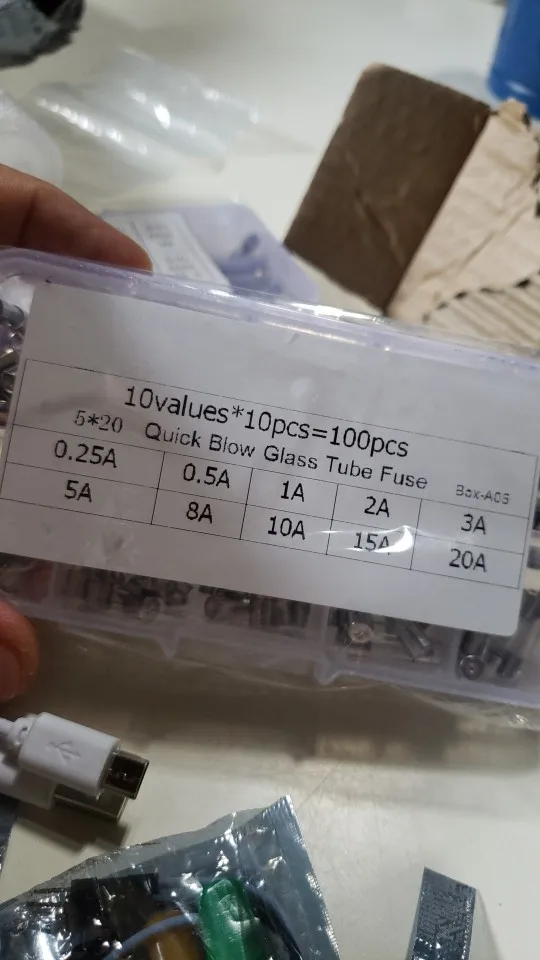 10values*10pcs=100pcs
5*20 Quick Blow Glass Tube Fuse Box-A06
0.25A 0.5A 1A 2A 3A
5A 8A 10A 15A 20A